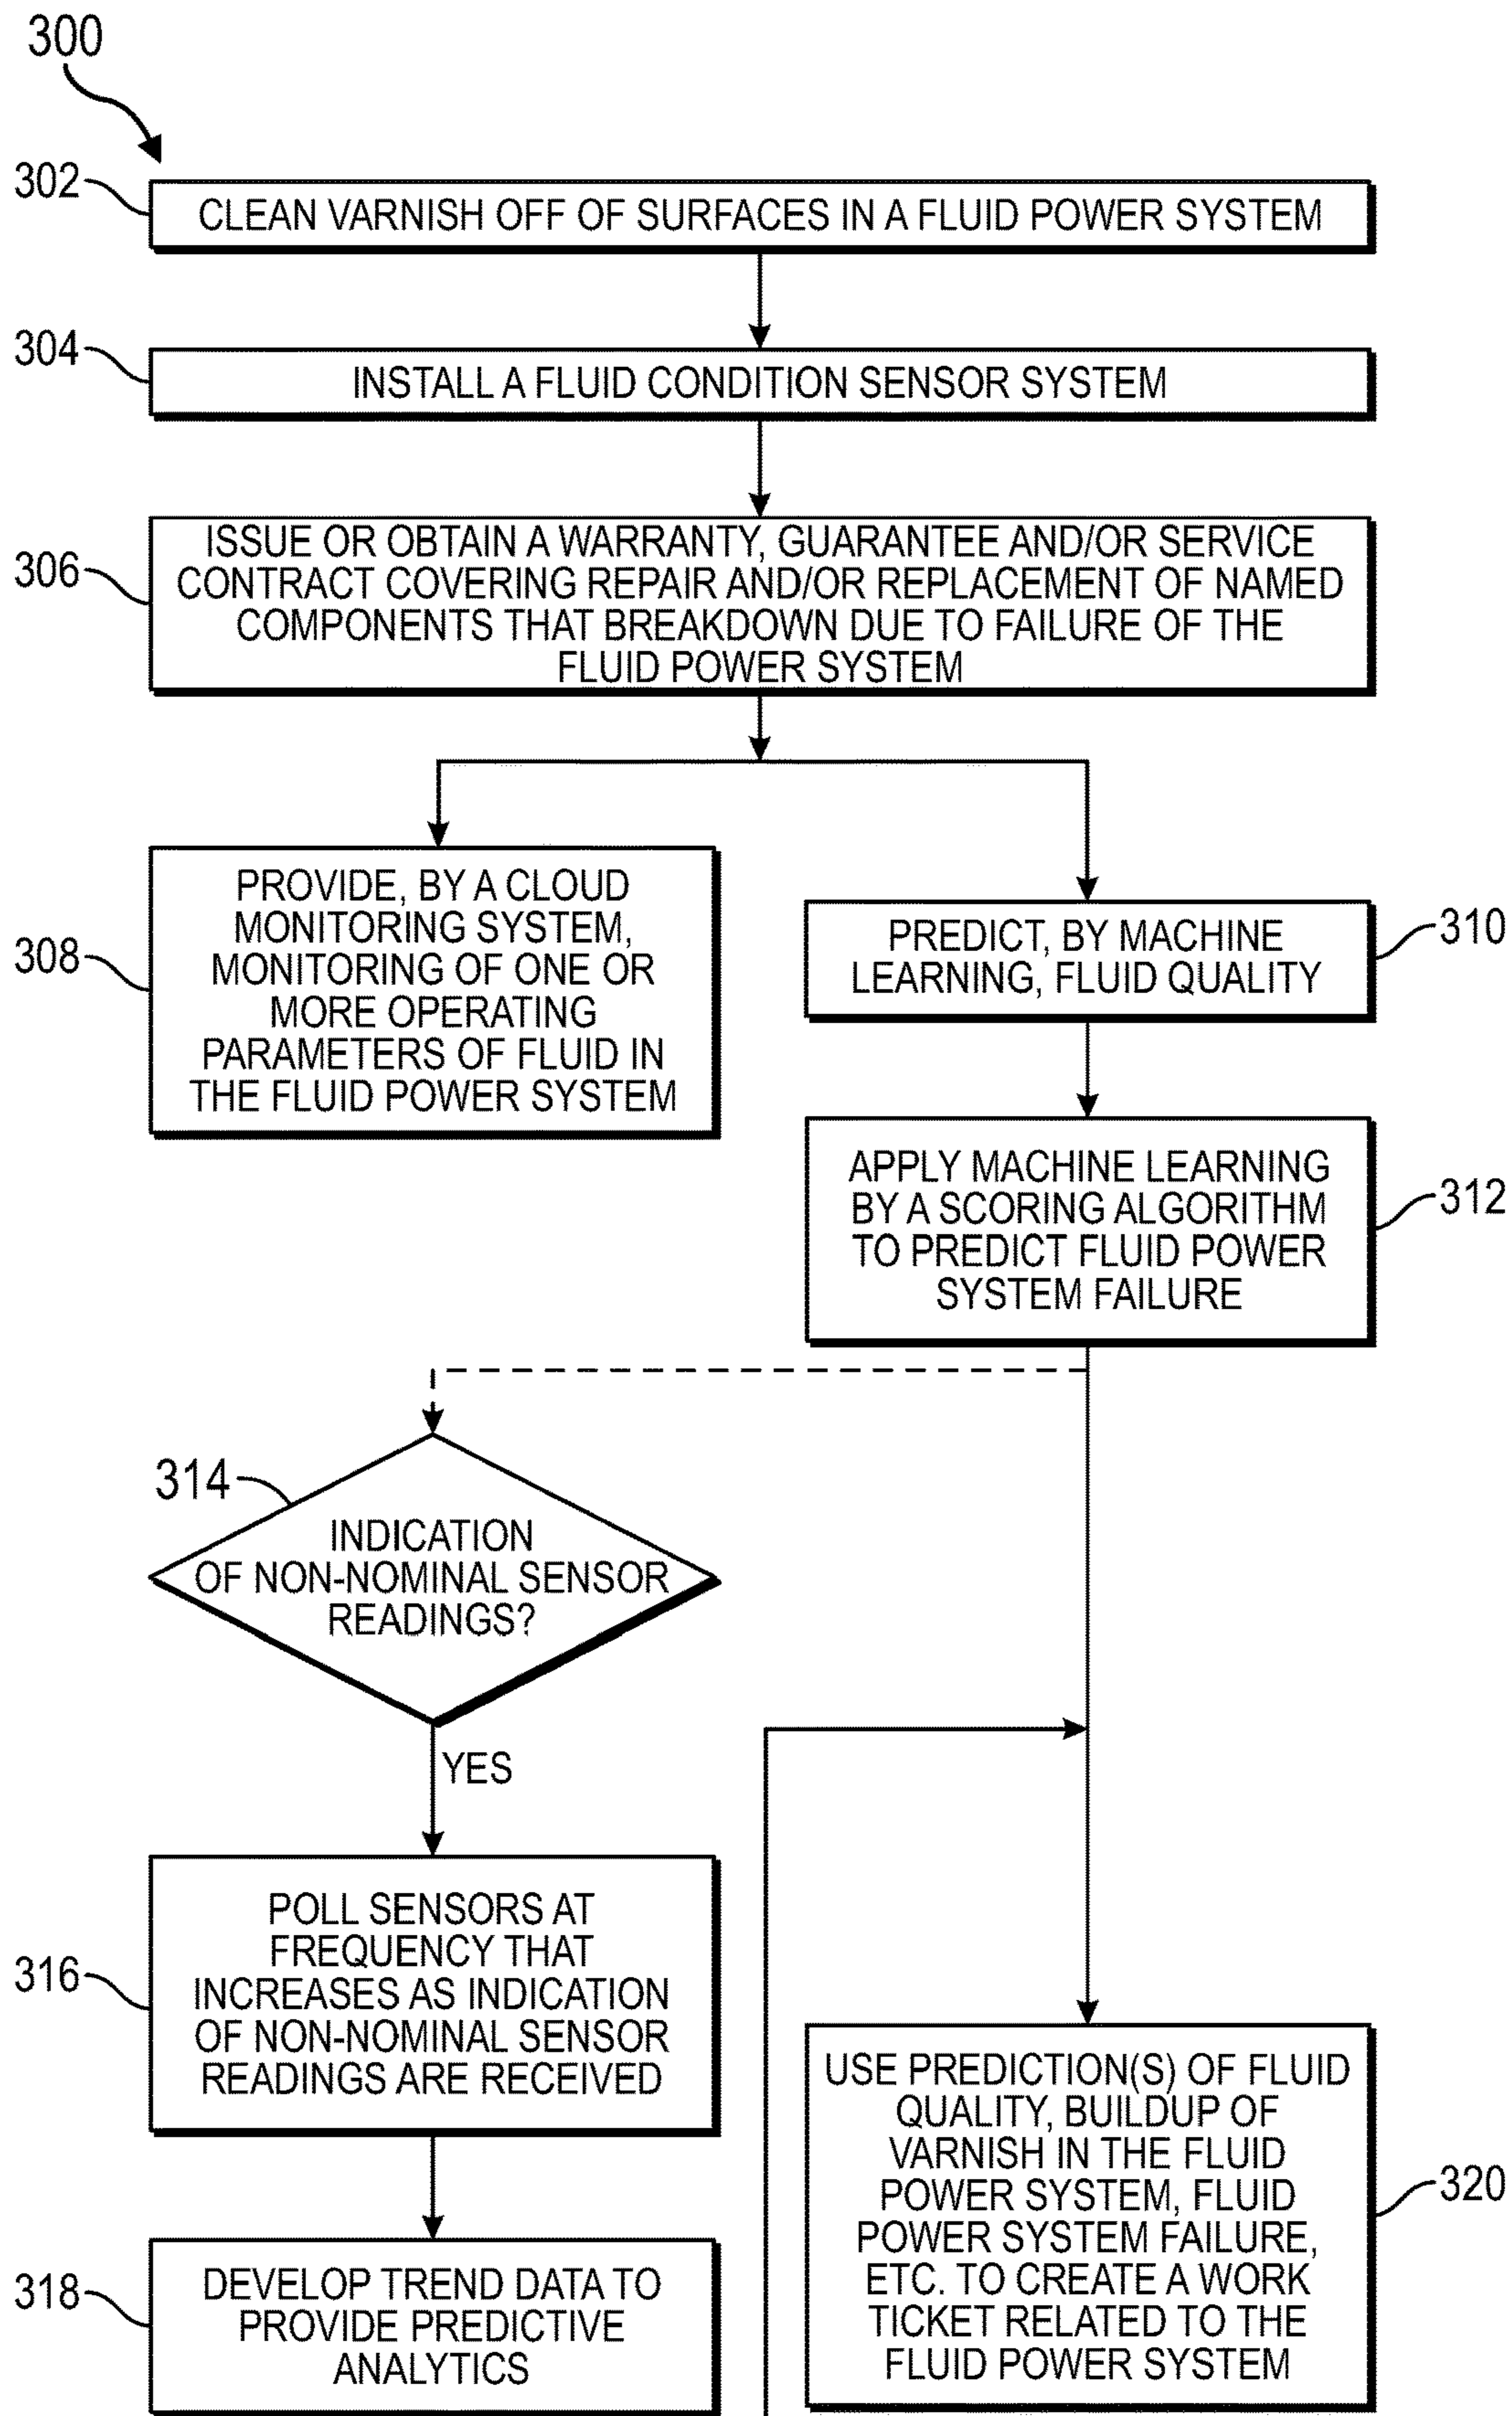 300
302
CLEAN VARNISH OFF OF SURFACES IN A FLUID POWER SYSTEM
304
INSTALL A FLUID CONDITION SENSOR SYSTEM
306
ISSUE OR OBTAIN A WARRANTY, GUARANTEE AND/OR SERVICE
CONTRACT COVERING REPAIR AND/OR REPLACEMENT OF NAMED
COMPONENTS THAT BREAKDOWN DUE TO FAILURE OF THE
FLUID POWER SYSTEM
308
PROVIDE, BY A CLOUD
MONITORING SYSTEM,
MONITORING OF ONE OR
MORE OPERATING
PARAMETERS OF FLUID IN
THE FLUID POWER SYSTEM
PREDICT, BY MACHINE
LEARNING, FLUID QUALITY
310
APPLY MACHINE LEARNING
BY A SCORING ALGORITHM
TO PREDICT FLUID POWER
SYSTEM FAILURE
312
314
INDICATION
OF NON-NOMINAL SENSOR
READINGS?
YES
316
POLL SENSORS AT
FREQUENCY THAT
INCREASES AS INDICATION
OF NON-NOMINAL SENSOR
READINGS ARE RECEIVED
318
DEVELOP TREND DATA TO
PROVIDE PREDICTIVE
ANALYTICS
USE PREDICTION(S) OF FLUID
QUALITY, BUILDUP OF
VARNISH IN THE FLUID
POWER SYSTEM, FLUID
POWER SYSTEM FAILURE,
ETC. TO CREATE A WORK
TICKET RELATED TO THE
FLUID POWER SYSTEM
320